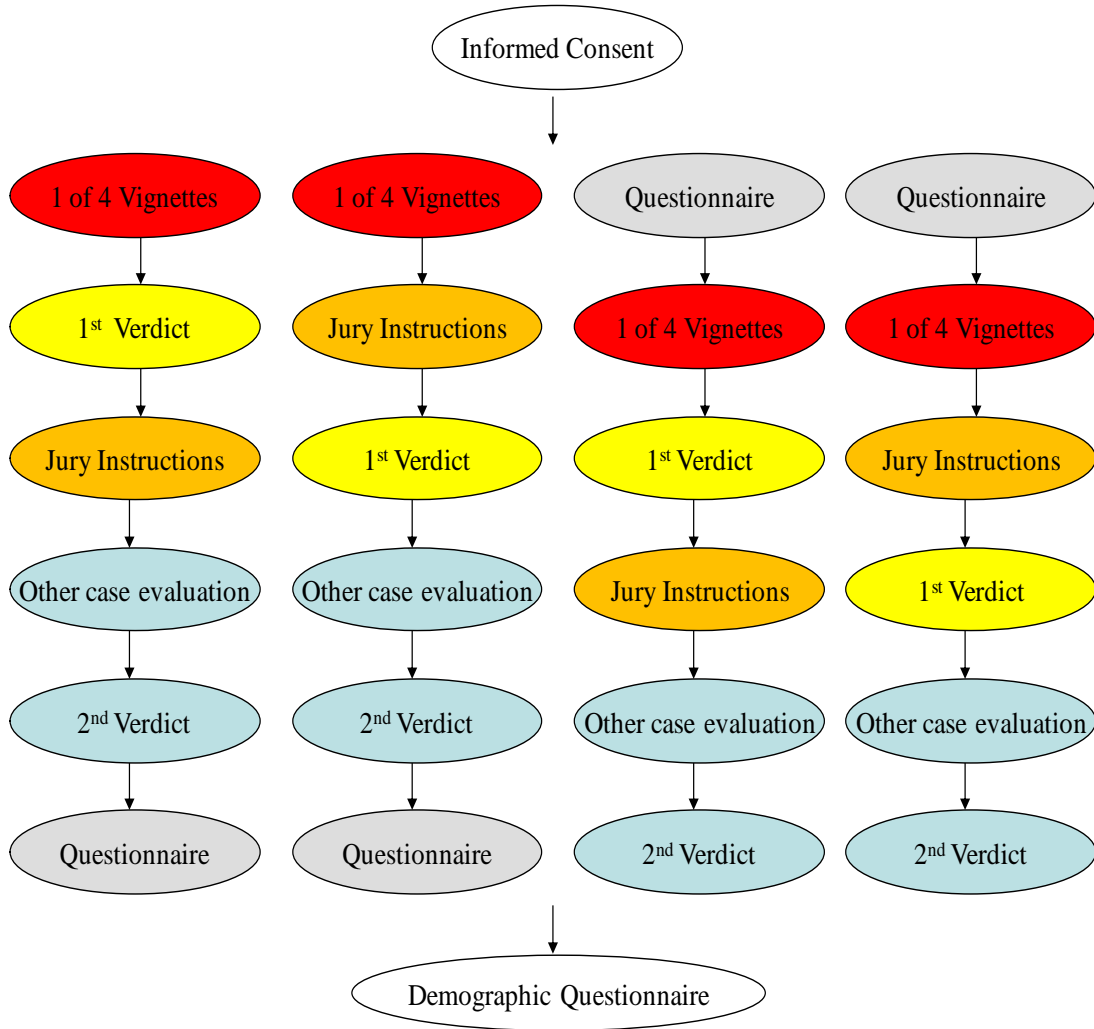 Informed Consent
1 of 4 Vignettes
1st Verdict
Jury Instructions
Other case evaluation
2nd Verdict
Questionnaire
1 of 4 Vignettes
Jury Instructions
1st Verdict
Other case evaluation
2nd Verdict
Questionnaire
Questionnaire
1 of 4 Vignettes
1st Verdict
Jury Instructions
Other case evaluation
2nd Verdict
Questionnaire
1 of 4 Vignettes
Jury Instructions
1st Verdict
Other case evaluation
2nd Verdict
Demographic Questionnaire